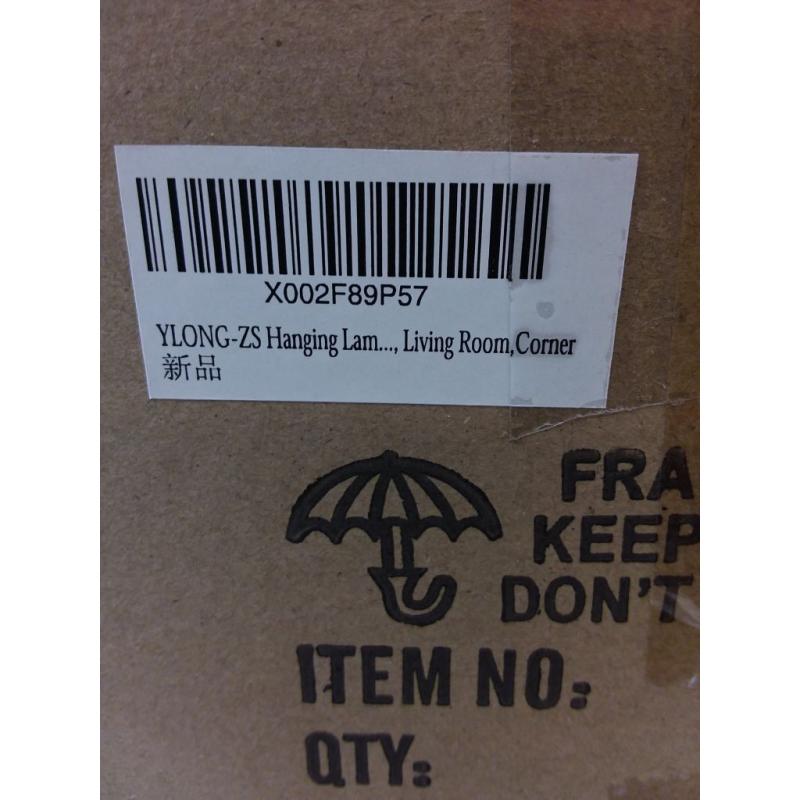 X002F89P57
YLONG-ZS Hanging Lam..., Living Room,Corner
新品
FRA
KEEP
DON'T
ITEM NO:
QTY: